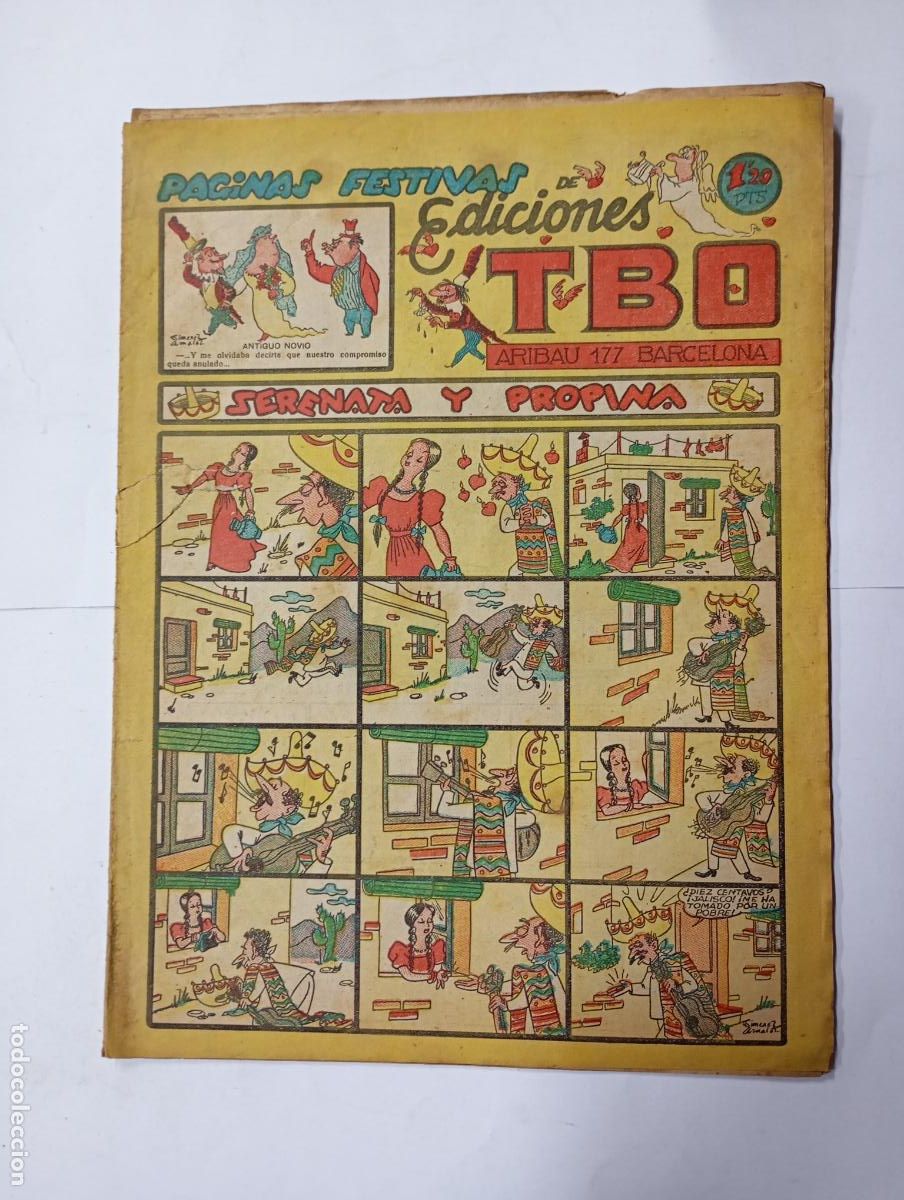 PAGINAS FESTIVAS DE
Ediciones
TBO
1'20
PTS
ARIBAU 177 BARCELONA
ANTIGUO NOVIO
—..Y me olvidaba decirte que nuestro compromiso
queda anulado...
SERENATA Y PROPINA
¿DIEZ CENTAVOS?
¡JALISCO! ¡ME HA
TOMADO POR UN
POBRE!
todocoleccion